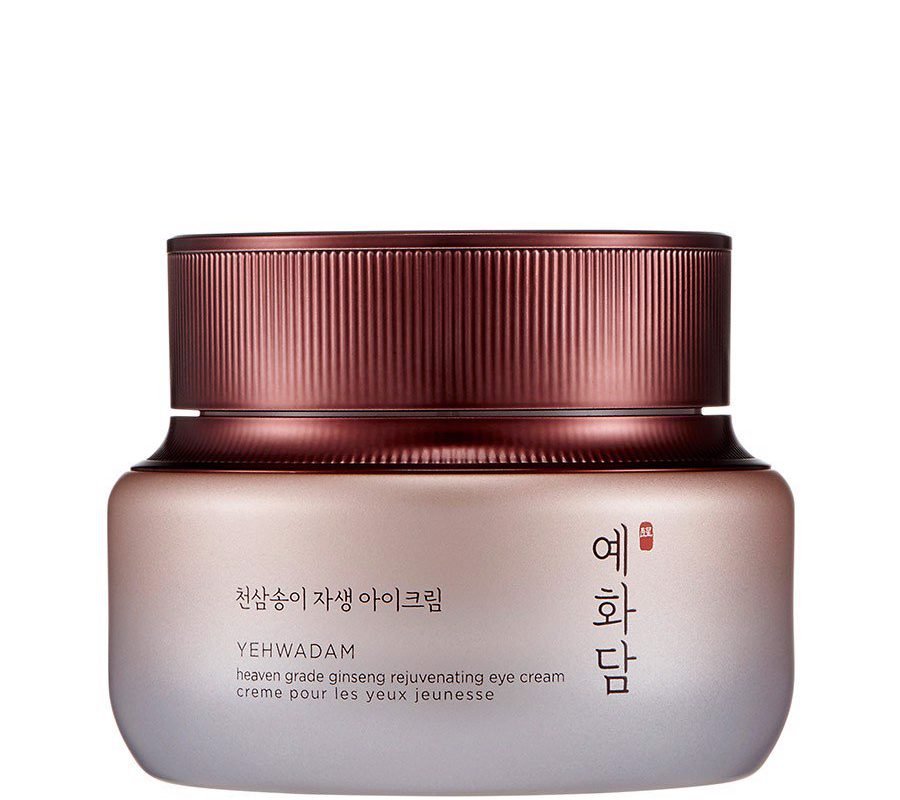 천삼송이 자생 아이크림
YEHWADAM
heaven grade ginseng rejuvenating eye cream
creme pour les yeux jeunesse
예화담